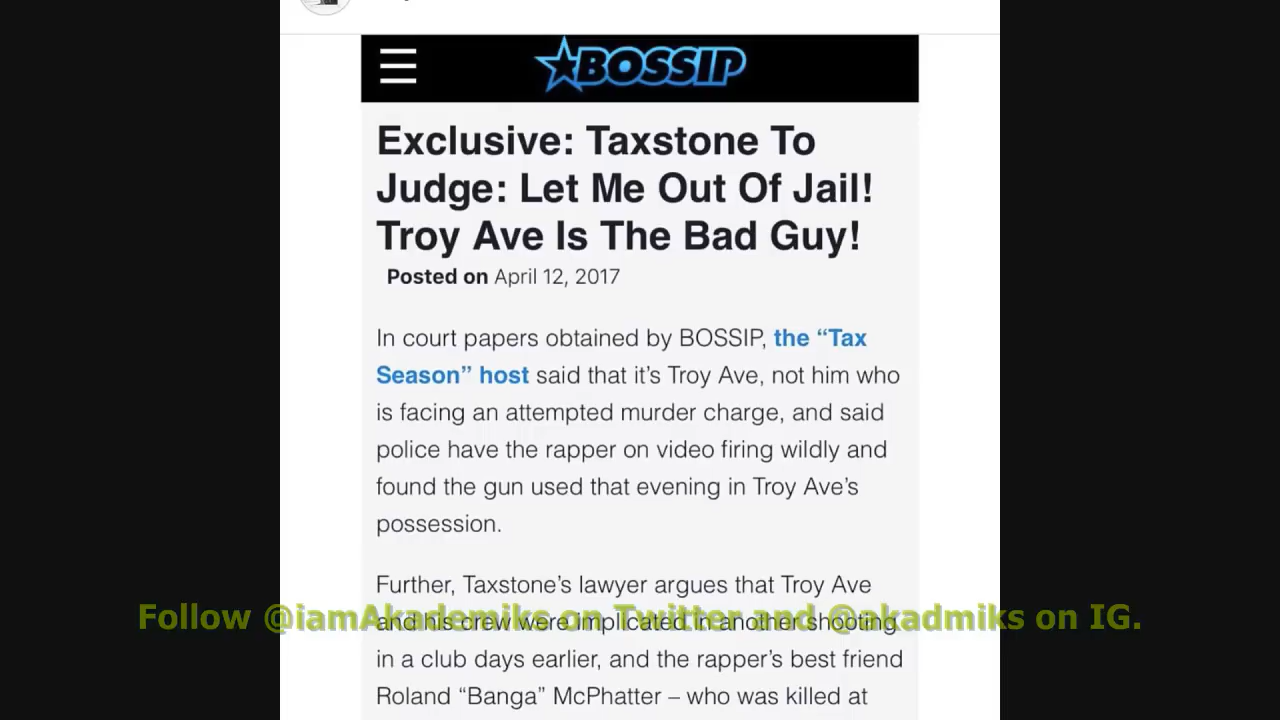 BOSSIP
Exclusive: Taxstone To
Judge: Let Me Out Of Jail!
Troy Ave Is The Bad Guy!
Posted on April 12, 2017
In court papers obtained by BOSSIP, the “Tax
Season” host said that it’s Troy Ave, not him who
is facing an attempted murder charge, and said
police have the rapper on video firing wildly and
found the gun used that evening in Troy Ave’s
possession.
Further, Taxstone’s lawyer argues that Troy Ave
and his crew were implicated in another shooting
Follow @iamAkademiks on Twitter and @akadmiks on IG.
in a club days earlier, and the rapper’s best friend
Roland “Banga” McPhatter – who was killed at